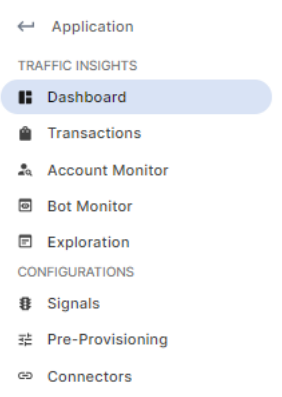 Application
TRAFFIC INSIGHTS
Dashboard
Transactions
Account Monitor
Bot Monitor
Exploration
CONFIGURATIONS
Signals
Pre-Provisioning
Connectors